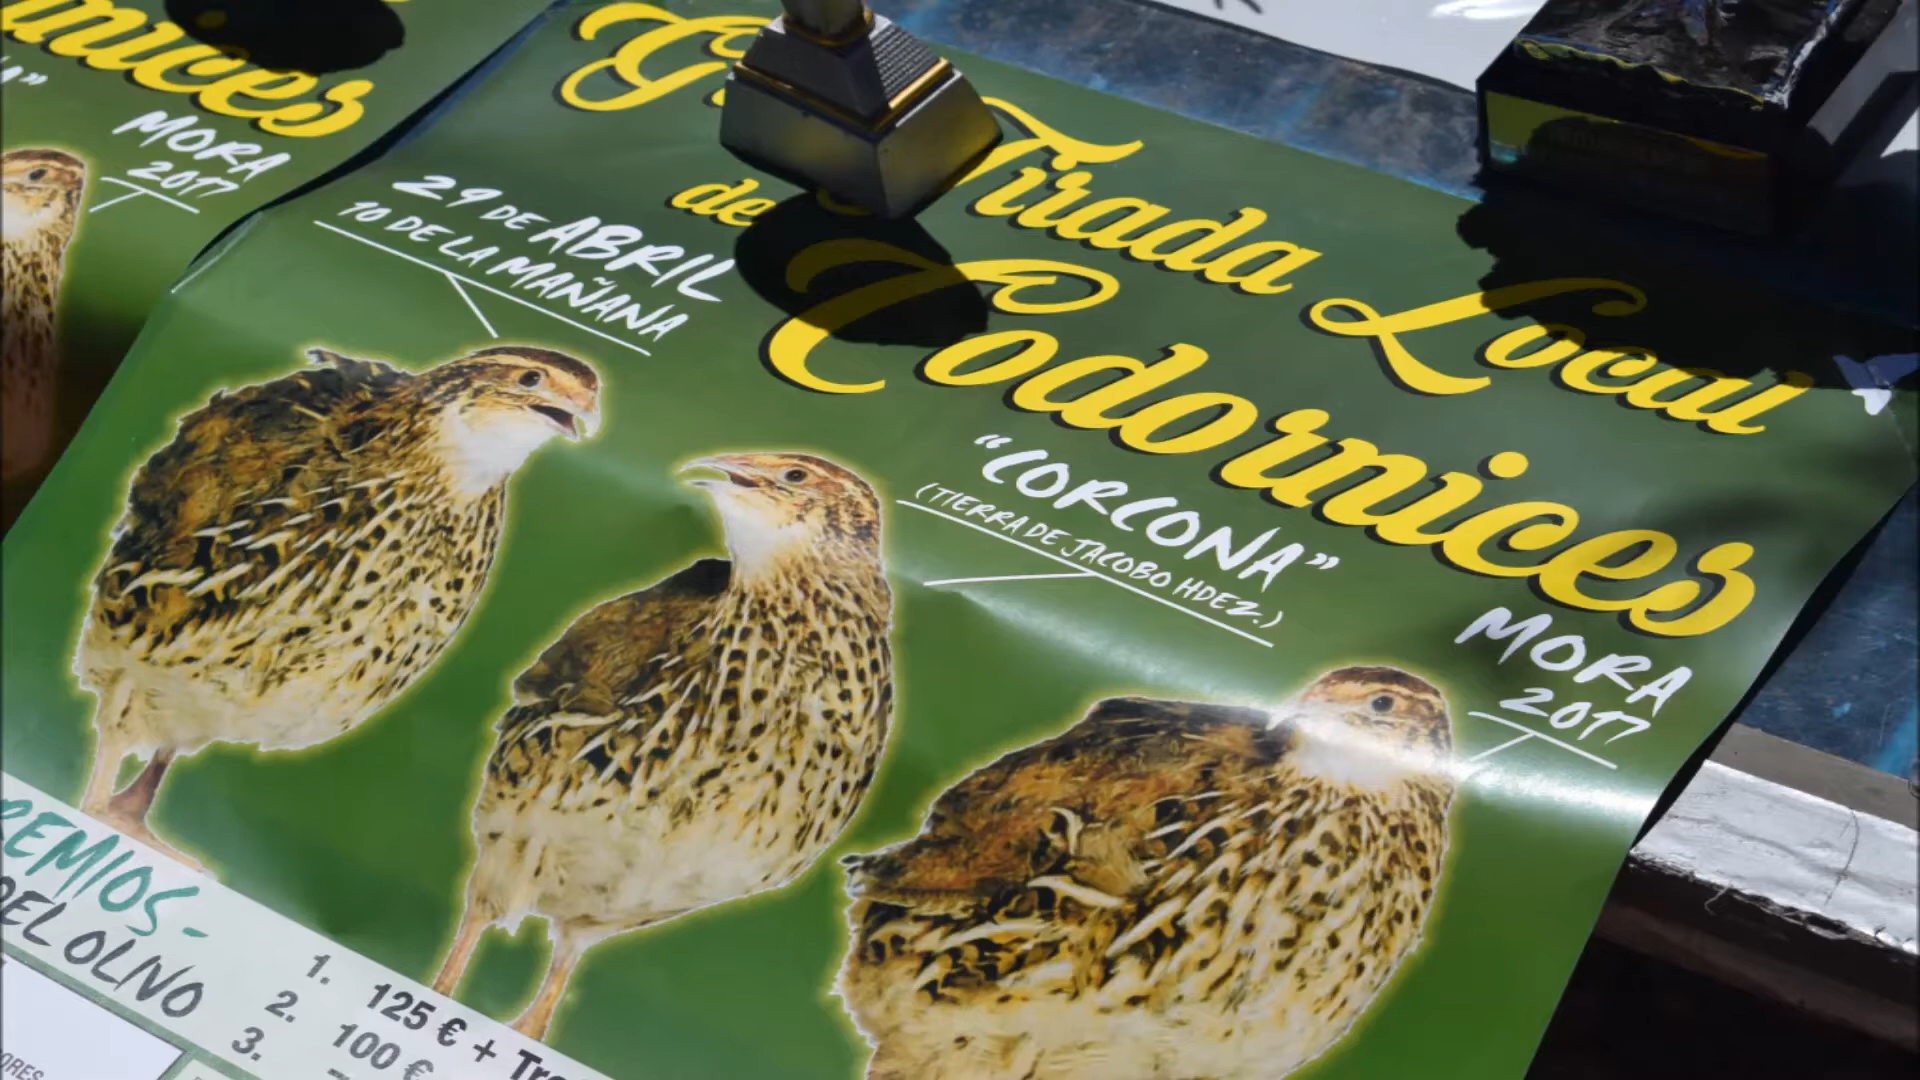 Tirada Local
de Codornices
29 DE ABRIL
10 DE LA MAÑANA
"CORCONA"
(TIERRA DE JACOBO HDEZ.)
MORA
2017
MORA
2017
DEL OLIVO
1. 125 € +
2. 100 €
3.